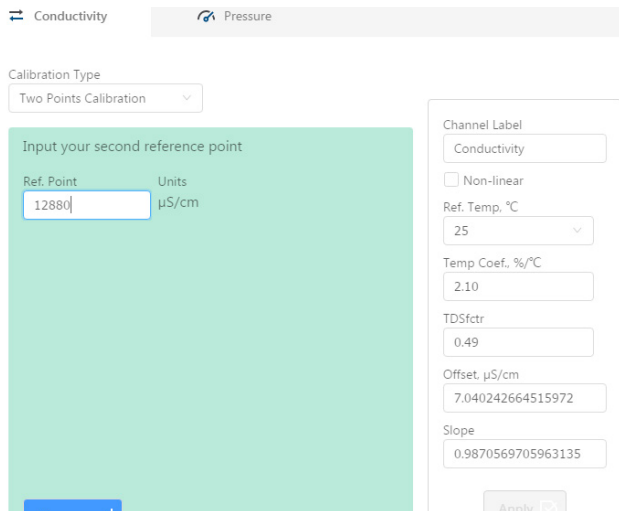 Conductivity
Pressure
Calibration Type
Two Points Calibration
Input your second reference point
Ref. Point Units
12880 µS/cm
Channel Label
Conductivity
Non-linear
Ref. Temp, °C
25
Temp Coef., %/°C
2.10
TDSfctr
0.49
Offset, µS/cm
7.040242664515972
Slope
0.9870569705963135
Apply